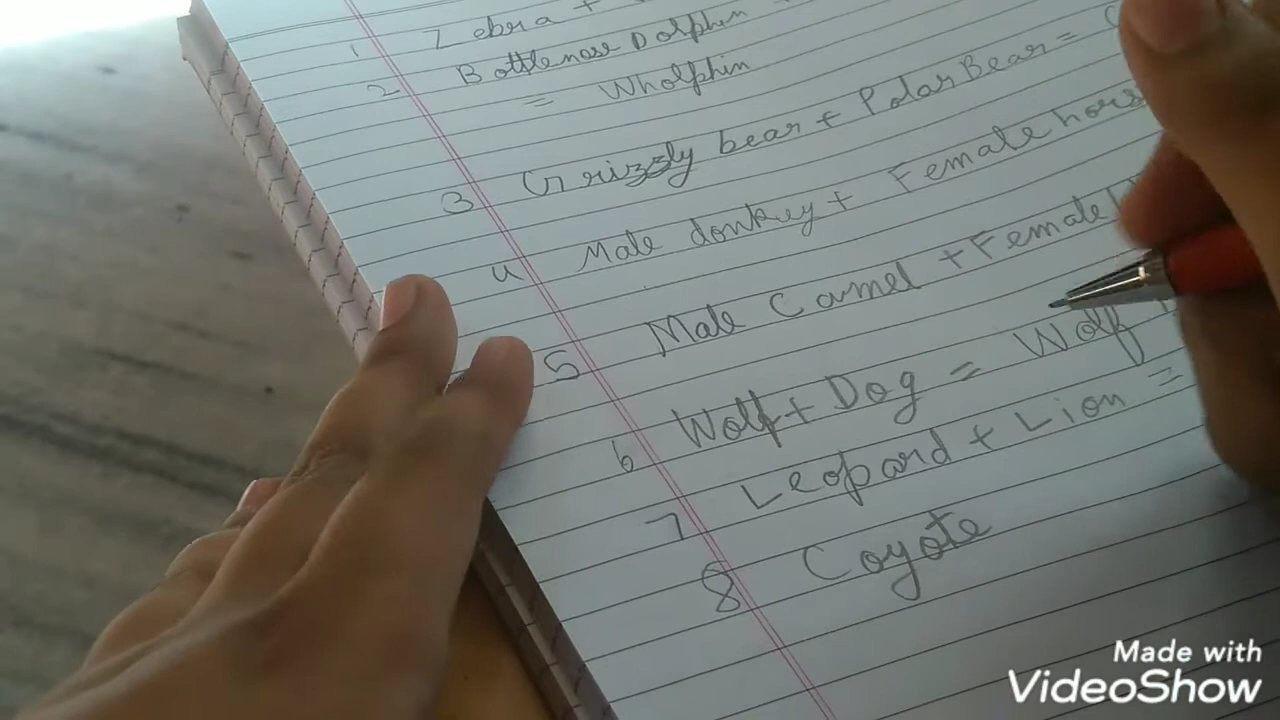 1 Zebra +
2 Bottlenose Dolphin
= Wholphin
3 Grizzly bear + Polar Bear =
4 Male donkey + Female
5 Male Camel + Female
6 Wolf + Dog = Wolf
7 Leopard + Lion =
8 Coyote
Made with
VideoShow